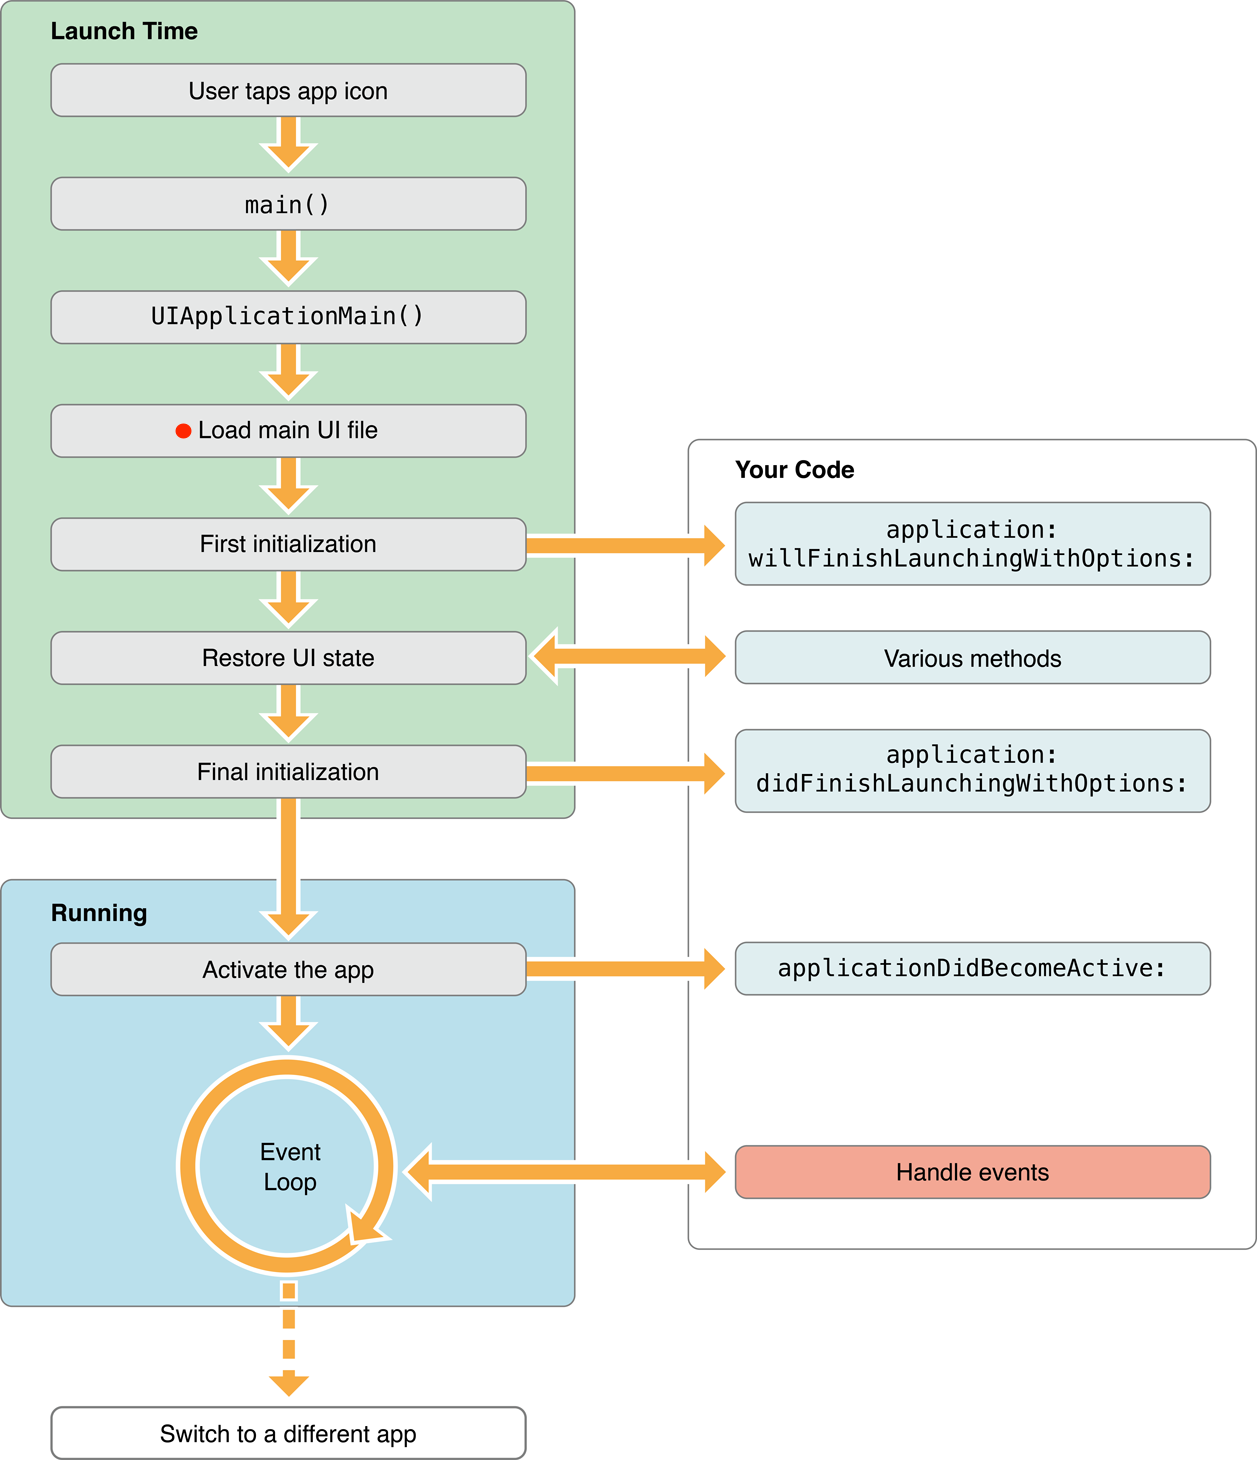 Launch Time
User taps app icon
main()
UIApplicationMain()
Load main UI file
First initialization
Restore UI state
Final initialization
Your Code
application:
willFinishLaunchingWithOptions:
Various methods
application:
didFinishLaunchingWithOptions:
applicationDidBecomeActive:
Handle events
Running
Activate the app
Event
Loop
Switch to a different app